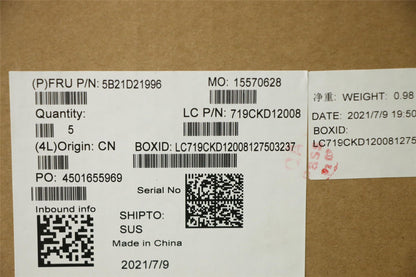 (P)FRU P/N: 5B21D21996
MO: 15570628
Quantity:
5
LC P/N: 719CKD12008
(4L)Origin: CN
BOXID: LC719CKD12008127503237
PO: 4501655969
Serial No
Inbound info
SHIPTO:
SUS
Made in China
2021/7/9
净重: WEIGHT: 0.98
DATE: 2021/7/9 19:50
BOXID:
LC719CKD12008127